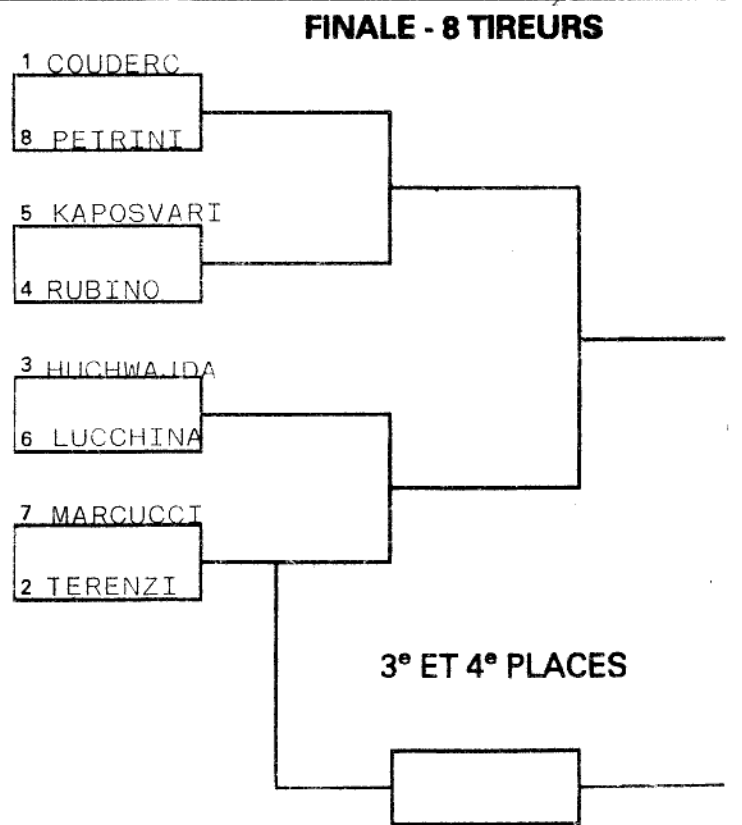 FINALE - 8 TIREURS
1 COUDERC
8 PETRINI
5 KAPOSVARI
4 RUBINO
3 HUCHWAJDA
6 LUCCHINA
7 MARCUCCI
2 TERENZI
3e ET 4e PLACES